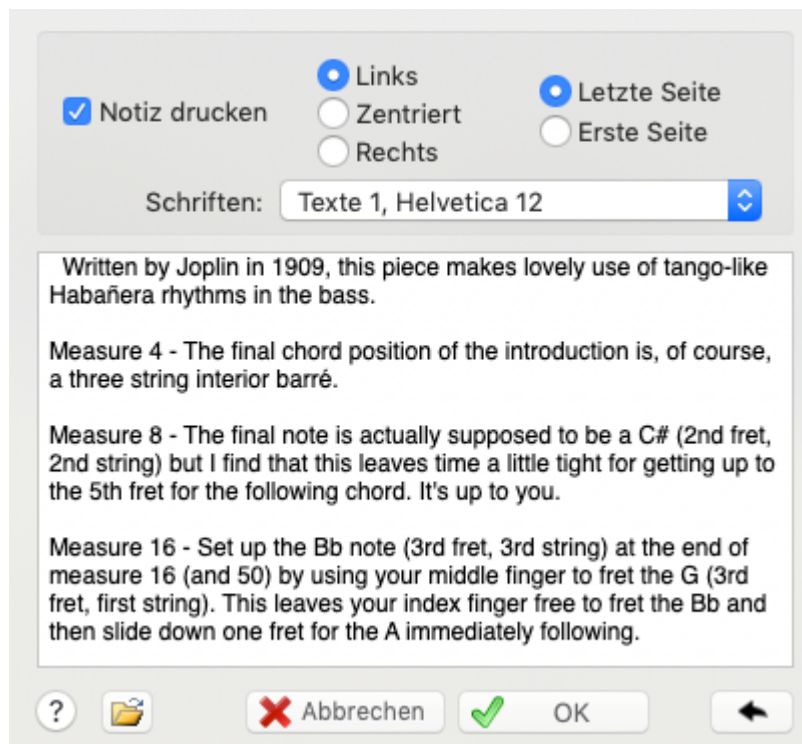 Notiz drucken
Links
Zentriert
Rechts
Letzte Seite
Erste Seite
Schriften: Texte 1, Helvetica 12
Written by Joplin in 1909, this piece makes lovely use of tango-like
Habañera rhythms in the bass.
Measure 4 - The final chord position of the introduction is, of course,
a three string interior barré.
Measure 8 - The final note is actually supposed to be a C# (2nd fret,
2nd string) but I find that this leaves time a little tight for getting up to
the 5th fret for the following chord. It's up to you.
Measure 16 - Set up the Bb note (3rd fret, 3rd string) at the end of
measure 16 (and 50) by using your middle finger to fret the G (3rd
fret, first string). This leaves your index finger free to fret the Bb and
then slide down one fret for the A immediately following.
? Abbrechen OK